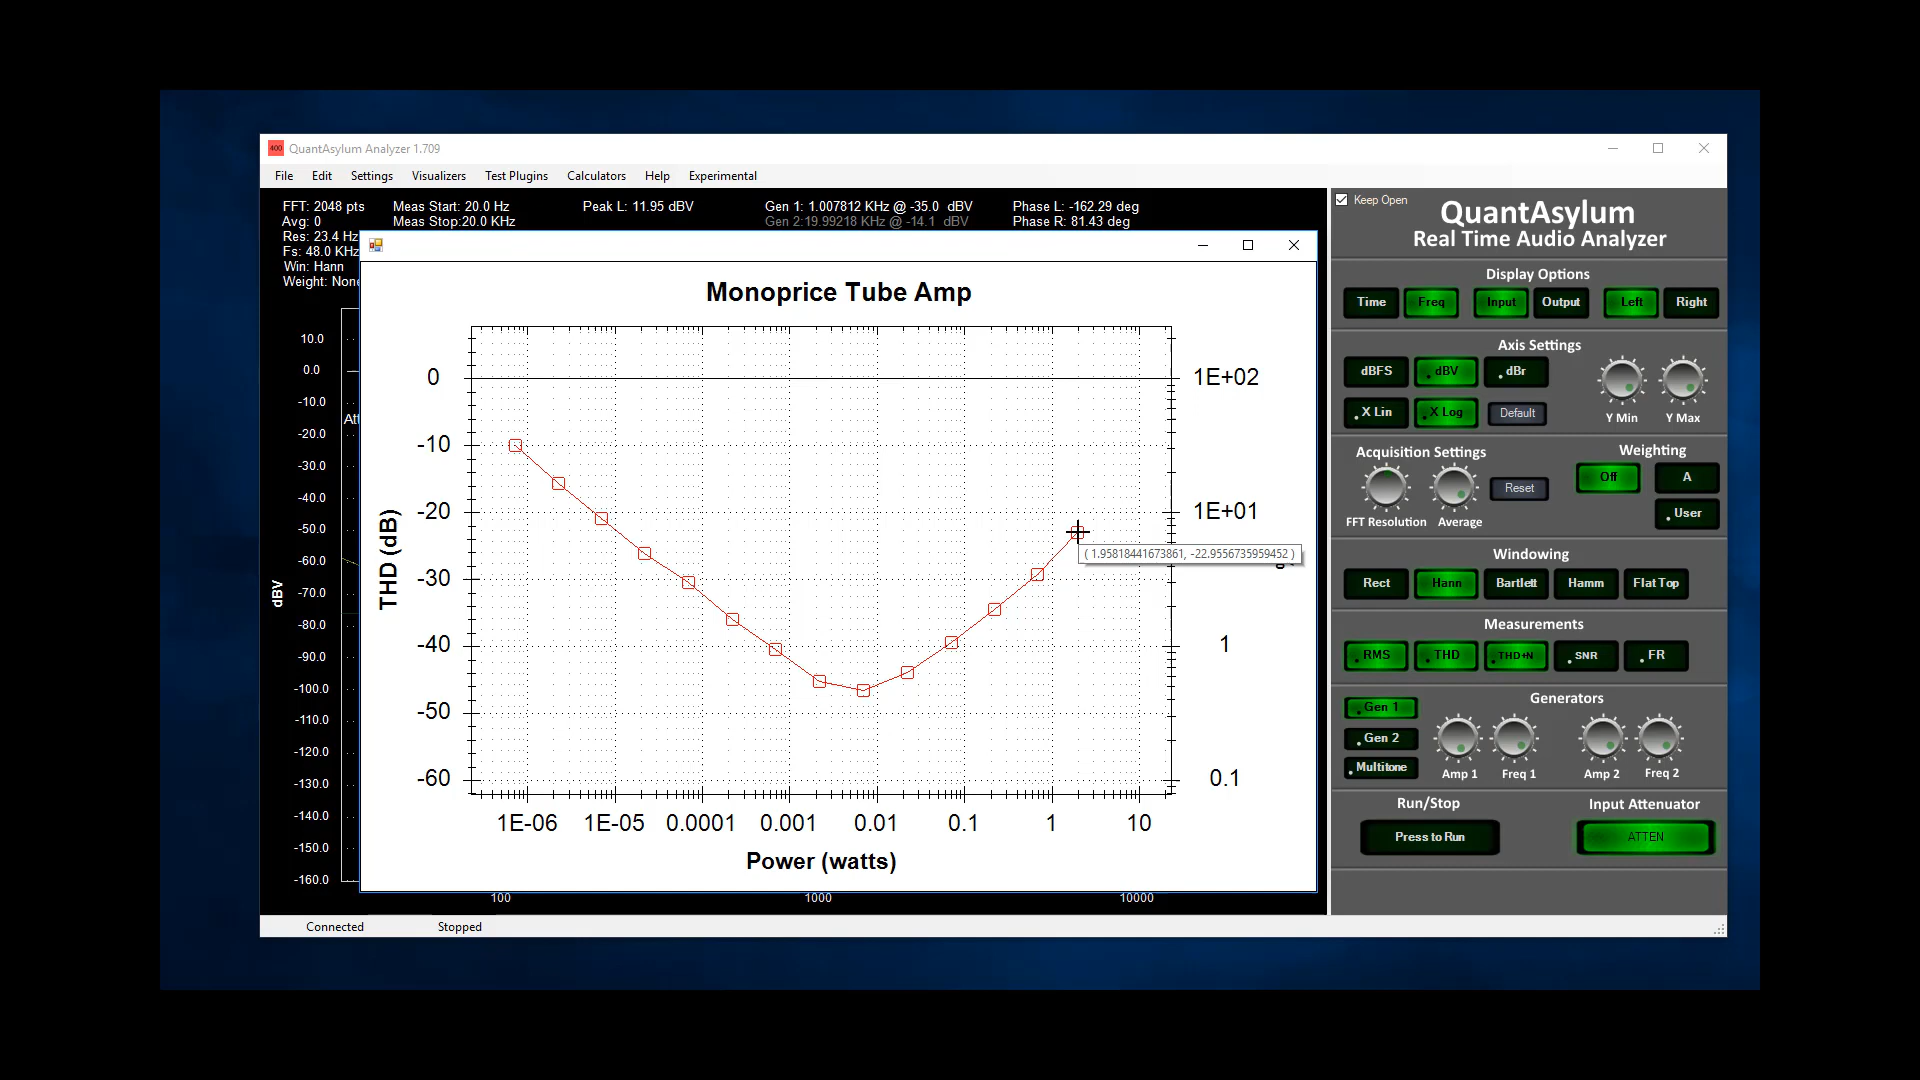 400 QuantAsylum Analyzer 1.709
File Edit Settings Visualizers Test Plugins Calculators Help Experimental
FFT: 2048 pts Meas Start: 20.0 Hz Peak L: 11.95 dBV Gen 1: 1.007812 KHz @ -35.0 dBV Phase L: -162.29 deg
Avg: 0 Meas Stop:20.0 KHz Gen 2:19.99218 KHz @ -14.1 dBV Phase R: 81.43 deg
Res: 23.4 Hz
Fs: 48.0 KHz
Win: Hann
Weight: None
10.0
0.0
-10.0
-20.0
-30.0
-40.0
-50.0
-60.0
-70.0
-80.0
-90.0
-100.0
-110.0
-120.0
-130.0
-140.0
-150.0
-160.0
dBV
100 1000 10000
Monoprice Tube Amp
0
-10
-20
-30
-40
-50
-60
THD (dB)
1E+02
1E+01
1
0.1
( 1.95818441673861, -22.9556735959452 )
1E-06 1E-05 0.0001 0.001 0.01 0.1 1 10
Power (watts)
Connected Stopped
Keep Open
QuantAsylum
Real Time Audio Analyzer
Display Options
Time Freq Input Output Left Right
Axis Settings
dBFS dBV dBr
X Lin X Log Default
Y Min Y Max
Acquisition Settings Weighting
Reset Off A
User
FFT Resolution Average
Windowing
Rect Hann Bartlett Hamm Flat Top
Measurements
RMS THD THD+N SNR FR
Generators
Gen 1
Gen 2
Multitone
Amp 1 Freq 1 Amp 2 Freq 2
Run/Stop Input Attenuator
Press to Run ATTEN